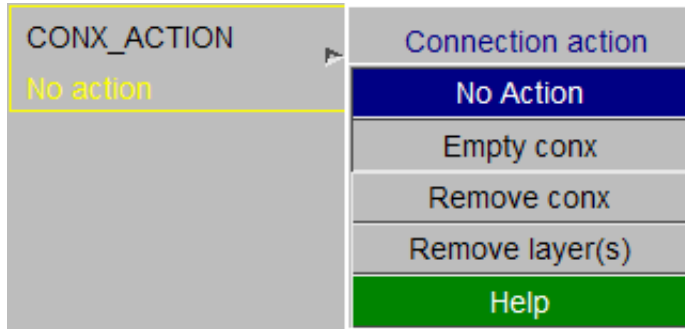 CONX_ACTION
No action
Connection action
No Action
Empty conx
Remove conx
Remove layer(s)
Help